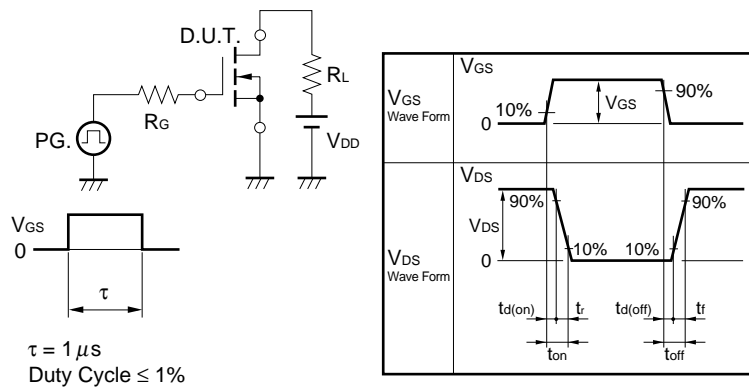 D.U.T.
RL
RG
PG.
VDD
VGS
0
τ
τ = 1 μs
Duty Cycle ≤ 1%
VGS
Wave Form
VGS
10%
VGS
90%
0
VDS
Wave Form
VDS
90%
VDS
10%
10%
90%
0
td(on)
tr
td(off)
tf
ton
toff